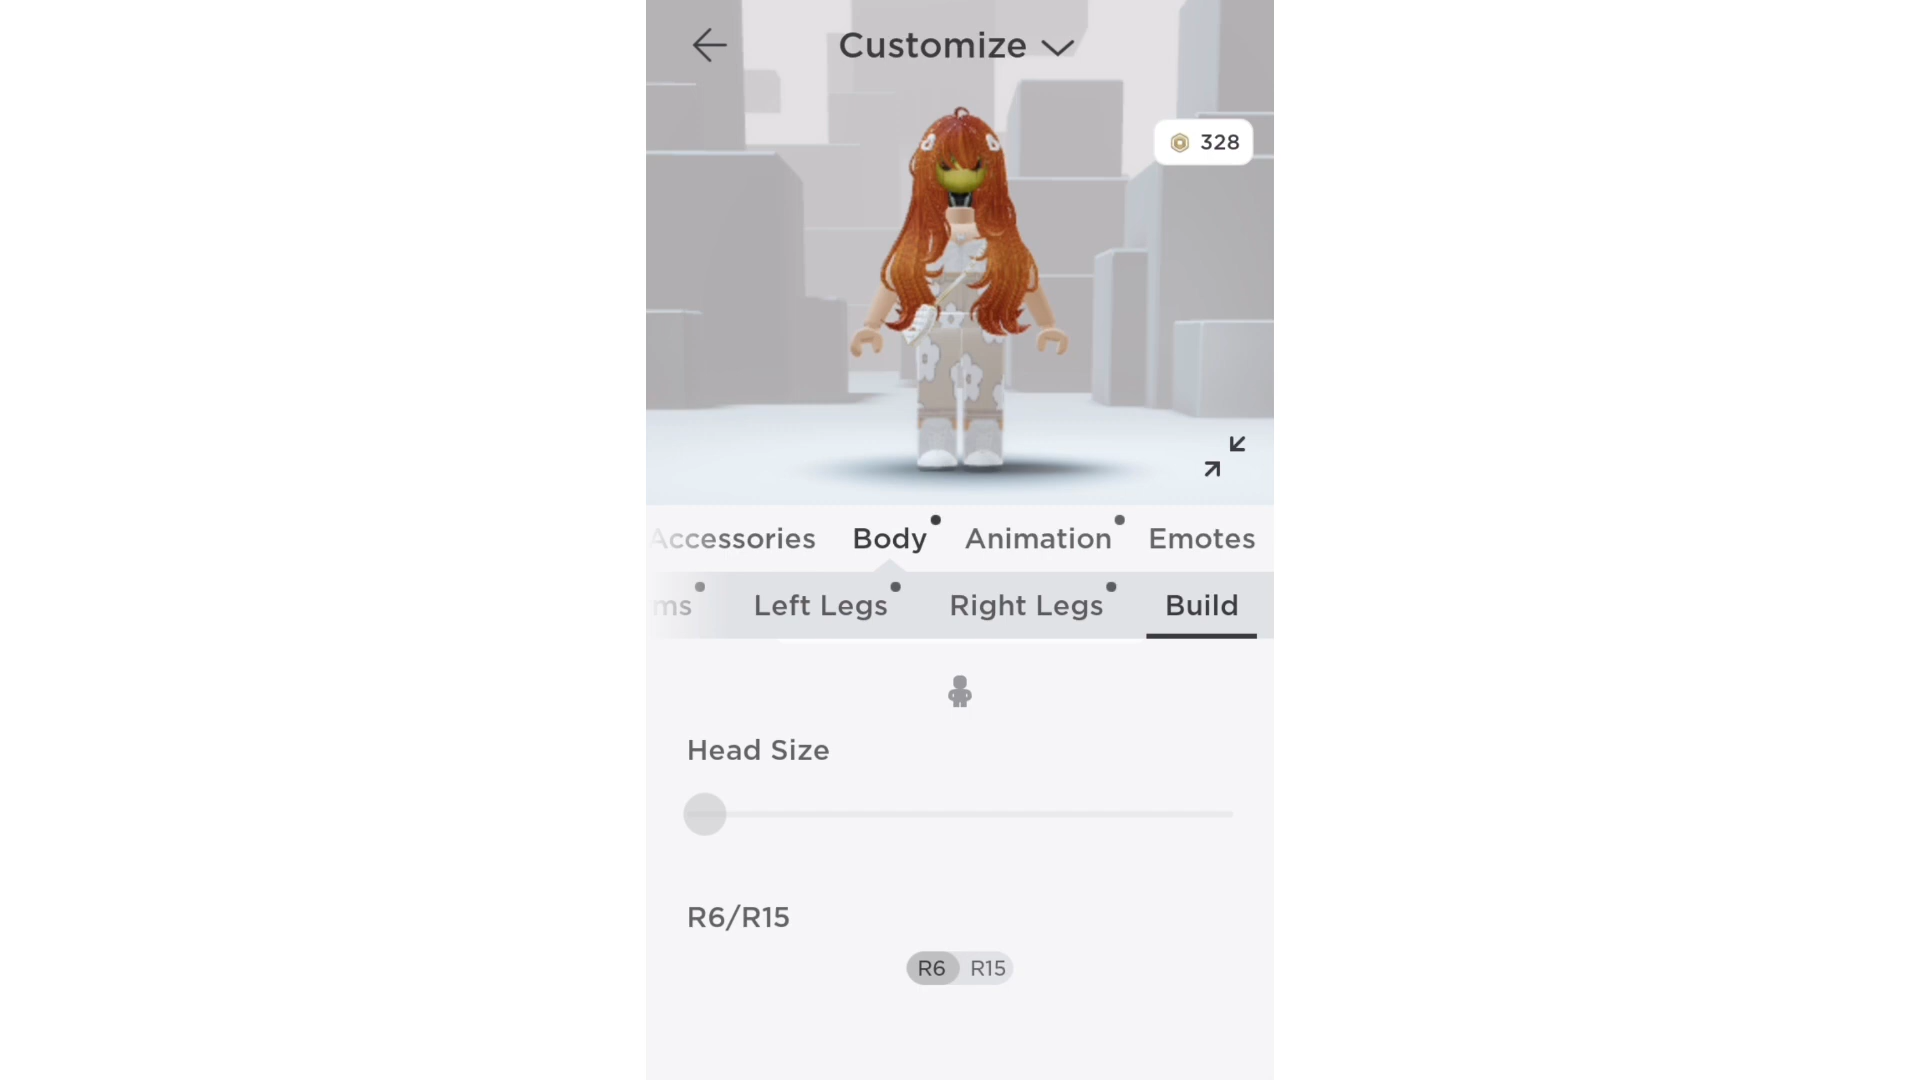 Customize
328
Accessories Body Animation Emotes
ms Left Legs Right Legs Build
Head Size
R6/R15
R6 R15